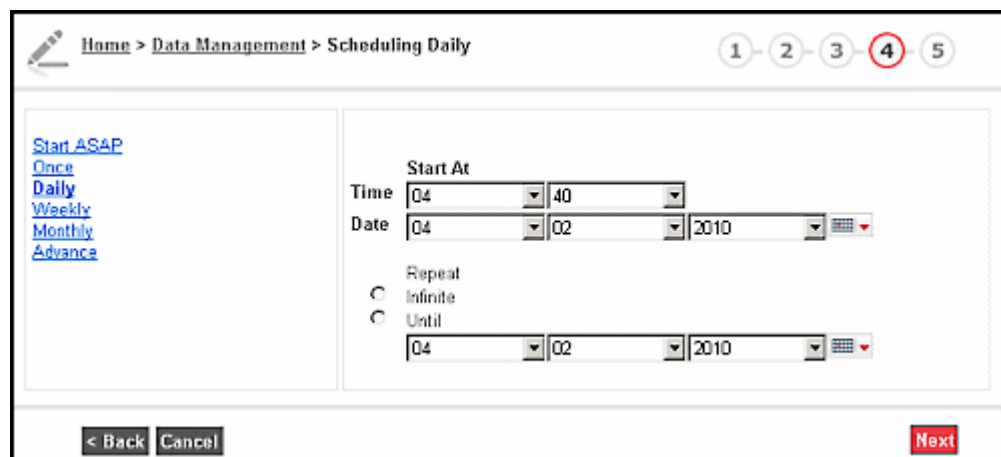 Home > Data Management > Scheduling Daily
1 - 2 - 3 - 4 - 5
Start ASAP
Once
Daily
Weekly
Monthly
Advance
Start At
Time 04 40
Date 04 02 2010
Repeat
Infinite
Until
04 02 2010
< Back Cancel Next